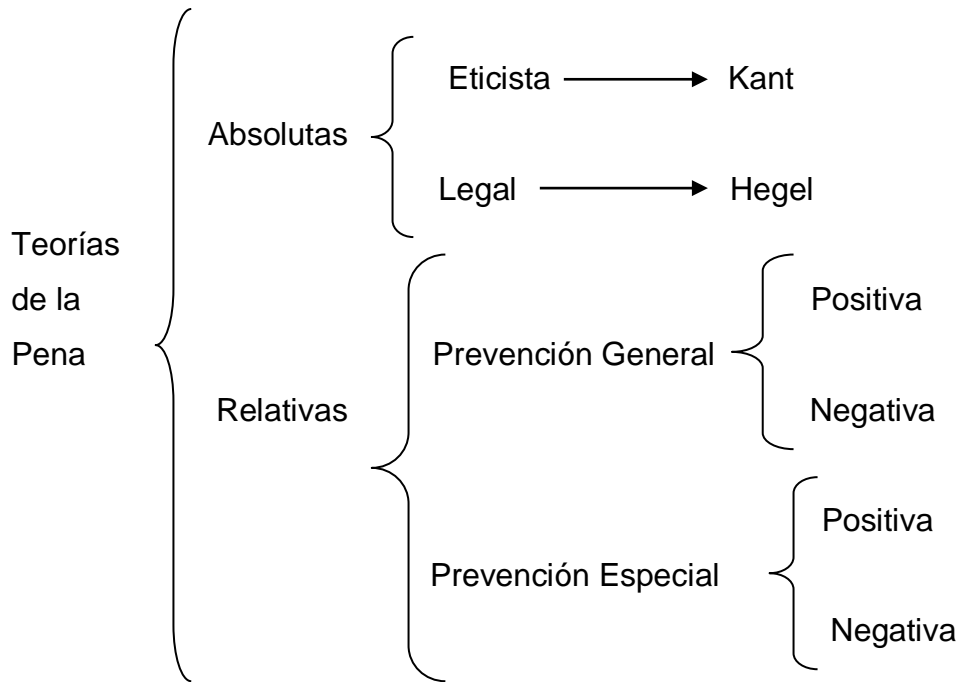 Teorías
de la
Pena
Absolutas
Eticista Kant
Legal Hegel
Relativas
Prevención General
Positiva
Negativa
Prevención Especial
Positiva
Negativa